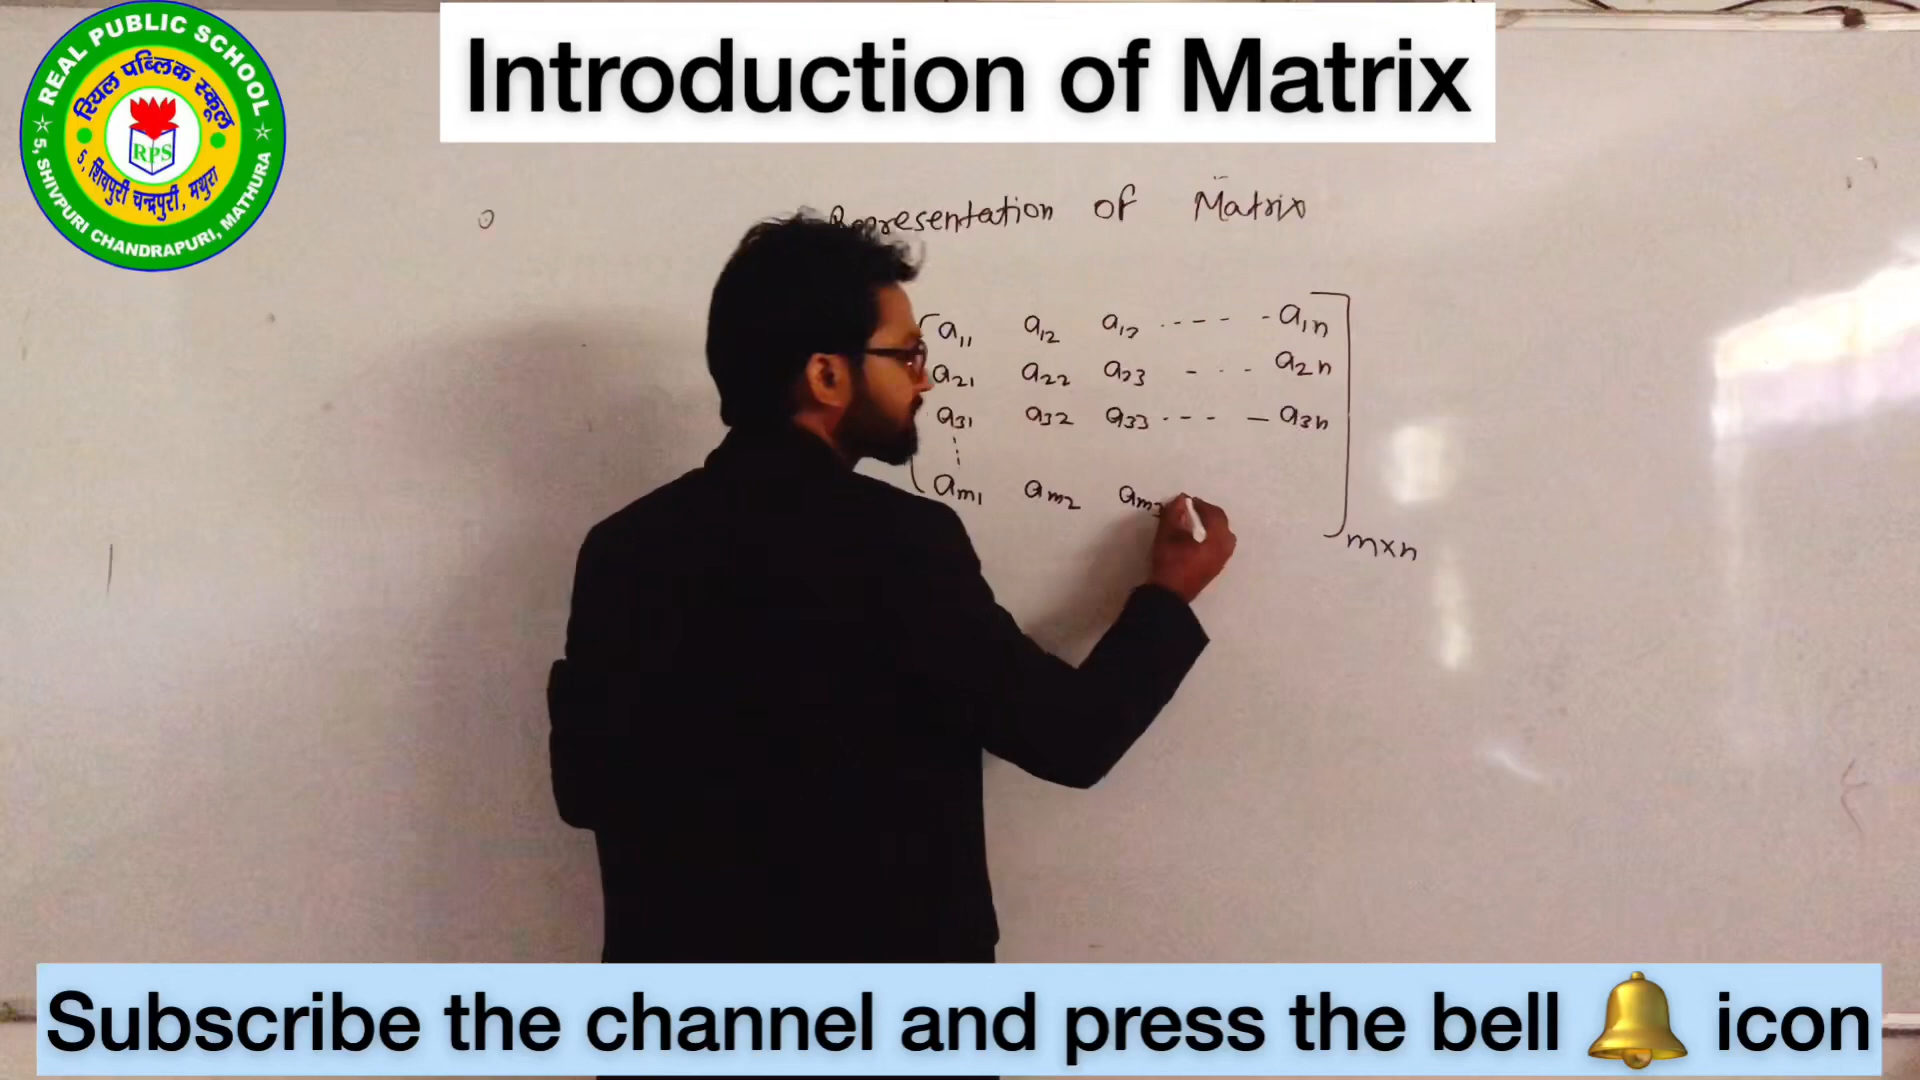 REAL PUBLIC SCHOOL
रियल पब्लिक स्कूल
RPS
5, शिवपुरी चन्द्रपुरी, मथुरा
5, SHIVPURI CHANDRAPURI, MATHURA
Introduction of Matrix
Representation of Matrix
a11 a12 a13 ---- - a1n
a21 a22 a23 - - - a2n
a31 a32 a33 --- — a3n
am1 am2 am3
m×n
Subscribe the channel and press the bell 🔔 icon